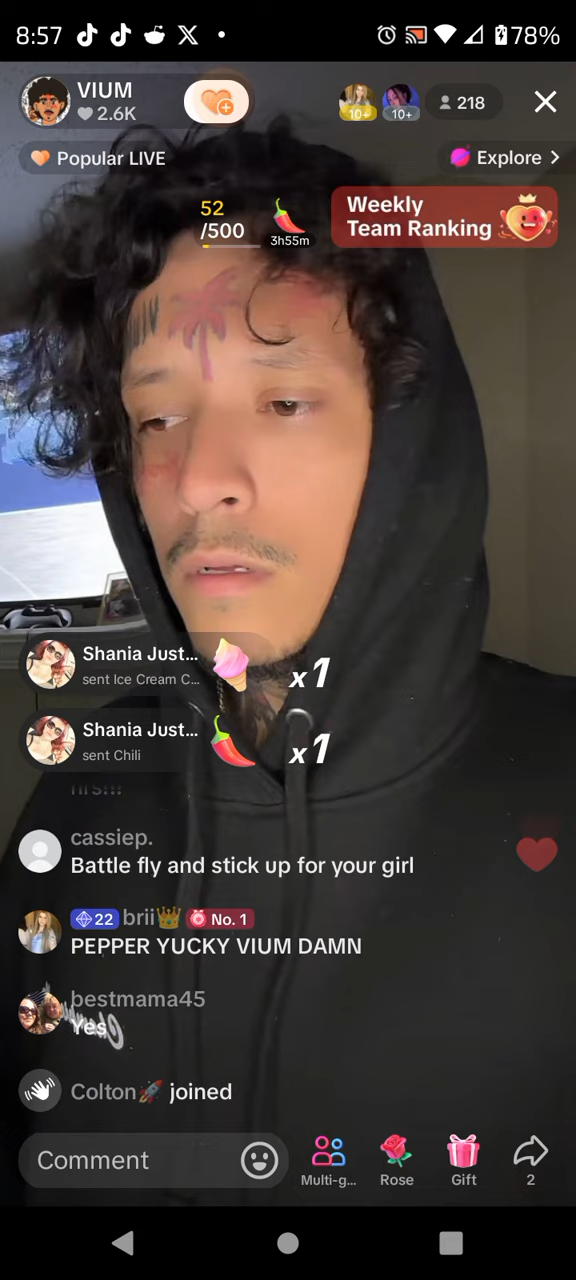 8:57
78%
VIUM
2.6K
10+
10+
218
Popular LIVE
Explore
52
/500
3h55m
Weekly
Team Ranking
Shania Just...
sent Ice Cream C...
x1
Shania Just...
sent Chili
x1
hrs!!!
cassiep.
Battle fly and stick up for your girl
22 brii No. 1
PEPPER YUCKY VIUM DAMN
bestmama45
Yes
Colton joined
Comment
Multi-g...
Rose
Gift
2